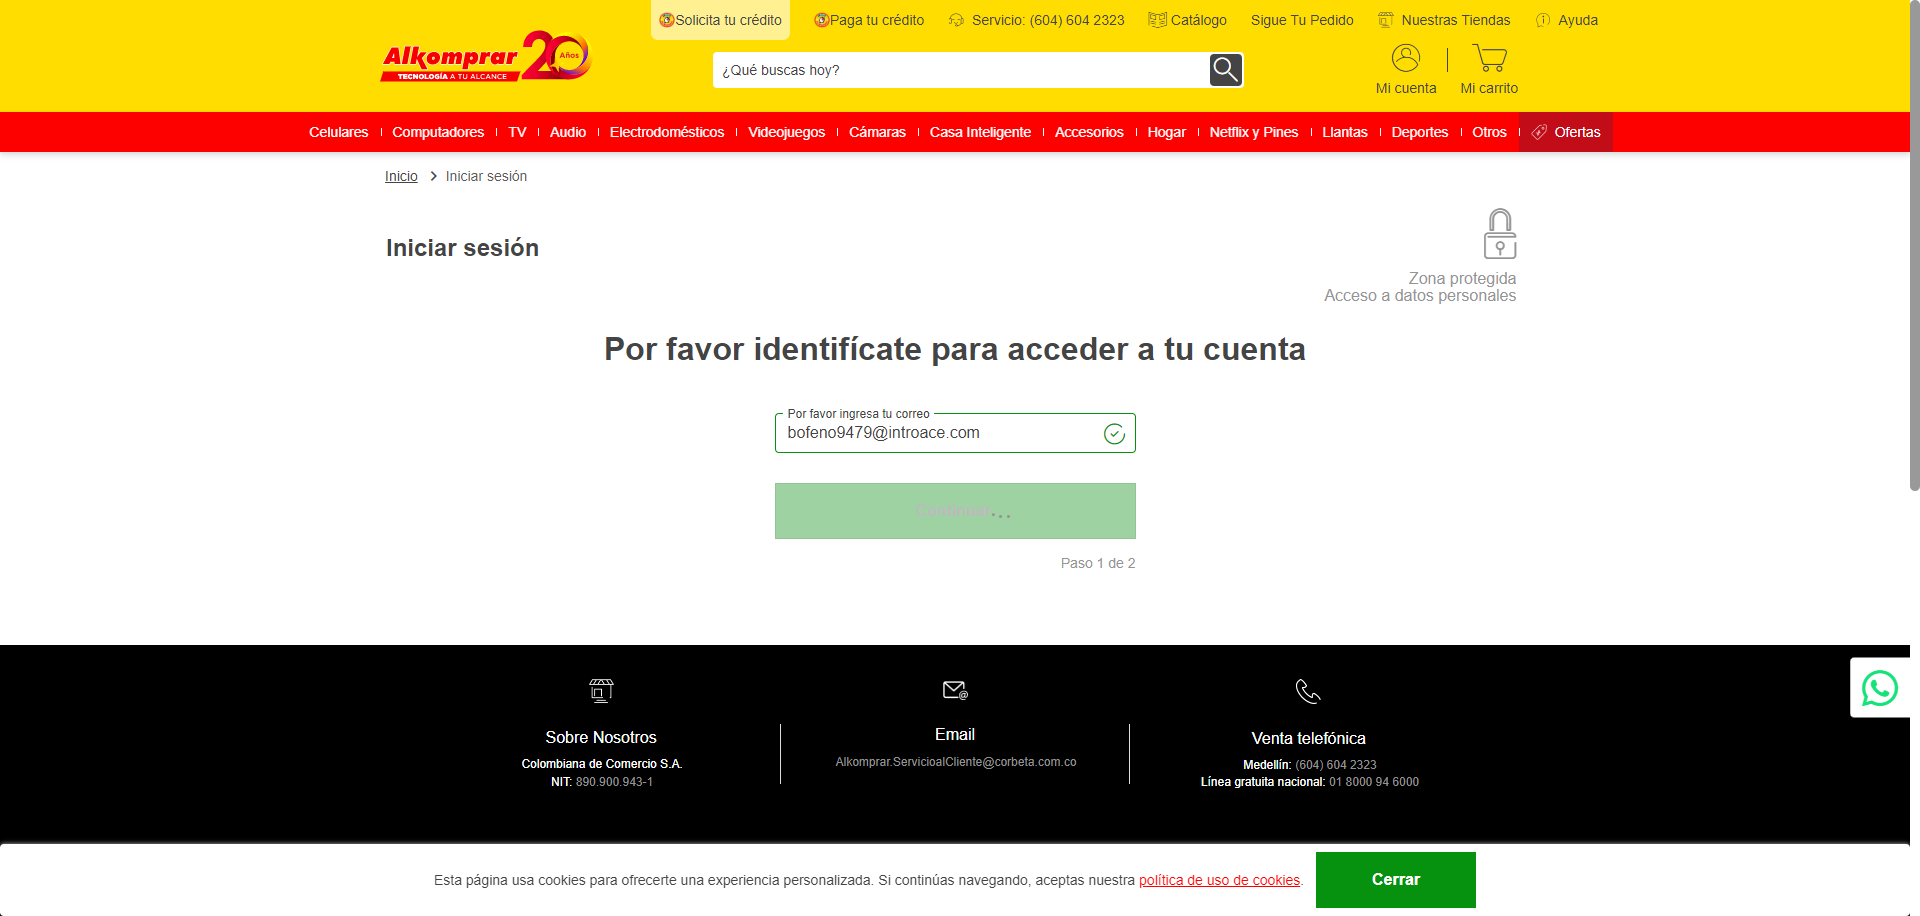 Solicita tu crédito
Paga tu crédito
Servicio: (604) 604 2323
Catálogo
Sigue Tu Pedido
Nuestras Tiendas
Ayuda
Alkomprar 20 Años
TECNOLOGÍA A TU ALCANCE
¿Qué buscas hoy?
Mi cuenta
Mi carrito
Celulares
Computadores
TV
Audio
Electrodomésticos
Videojuegos
Cámaras
Casa Inteligente
Accesorios
Hogar
Netflix y Pines
Llantas
Deportes
Otros
Ofertas
Inicio
Iniciar sesión
Iniciar sesión
Zona protegida
Acceso a datos personales
Por favor identifícate para acceder a tu cuenta
Por favor ingresa tu correo
bofeno9479@introace.com
Continuar...
Paso 1 de 2
Sobre Nosotros
Colombiana de Comercio S.A.
NIT: 890.900.943-1
Email
Alkomprar.ServicioalCliente@corbeta.com.co
Venta telefónica
Medellín: (604) 604 2323
Línea gratuita nacional: 01 8000 94 6000
Esta página usa cookies para ofrecerte una experiencia personalizada. Si continúas navegando, aceptas nuestra política de uso de cookies.
Cerrar